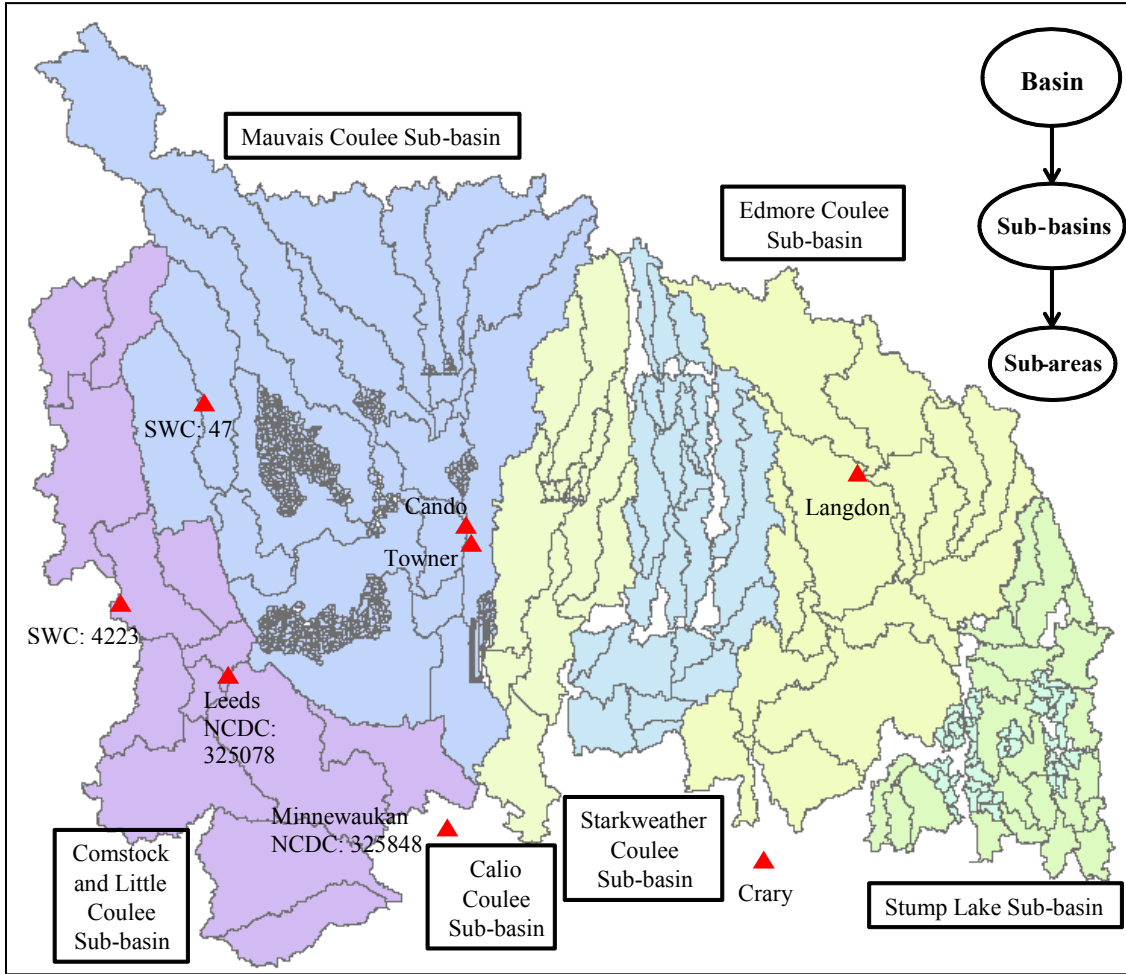 Basin
Mauvais Coulee Sub-basin
Edmore Coulee
Sub-basin
Sub-basins
Sub-areas
SWC: 47
Cando
Langdon
Towner
SWC: 4223
Leeds
NCDC:
325078
Minnewaukan
NCDC: 325848
Comstock
and Little
Coulee
Sub-basin
Calio
Coulee
Sub-basin
Starkweather
Coulee
Sub-basin
Crary
Stump Lake Sub-basin